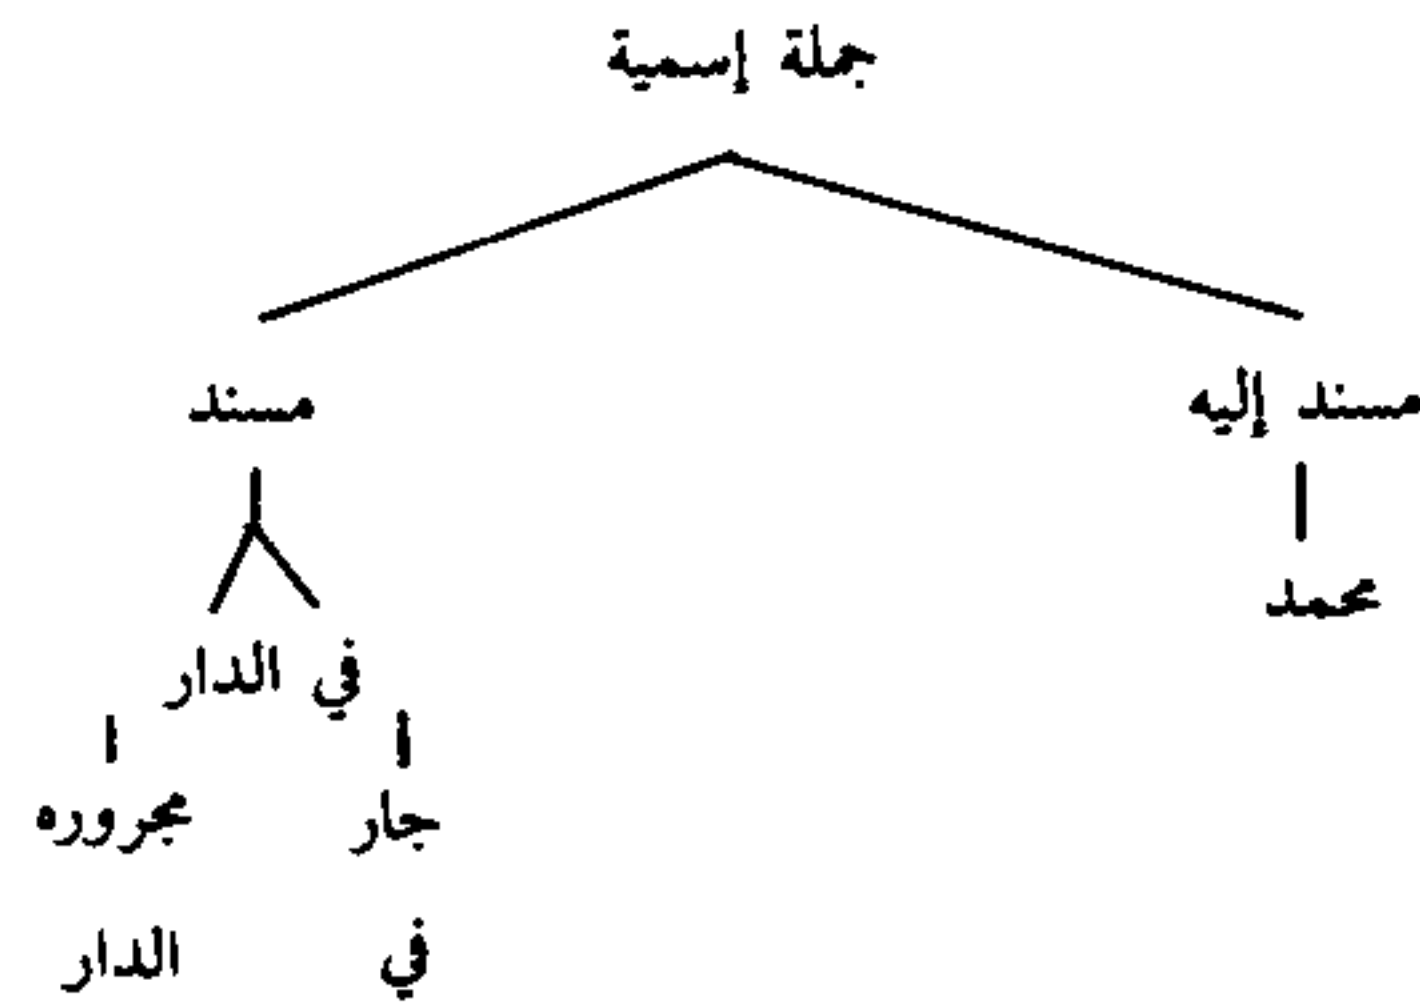 جملة إسمية
مسند إليه مسند
محمد
في الدار
جار مجروره
في الدار